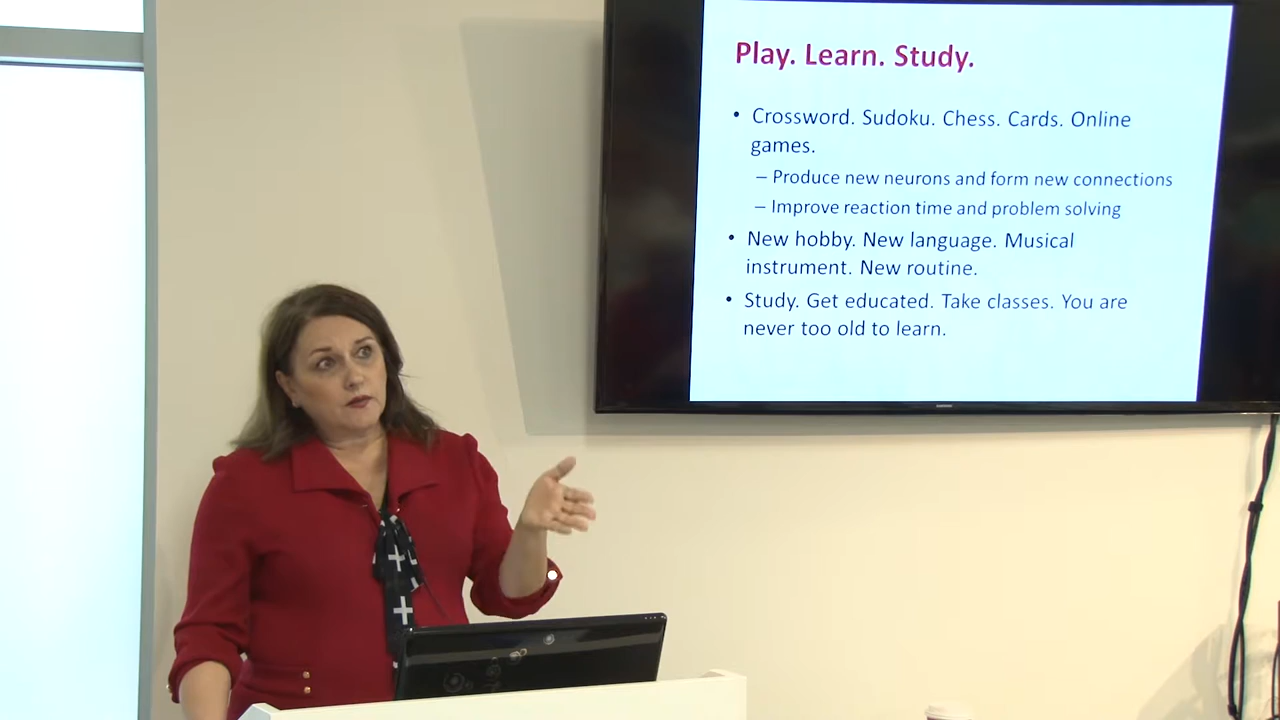 Play. Learn. Study.
• Crossword. Sudoku. Chess. Cards. Online
games.
– Produce new neurons and form new connections
– Improve reaction time and problem solving
• New hobby. New language. Musical
instrument. New routine.
• Study. Get educated. Take classes. You are
never too old to learn.